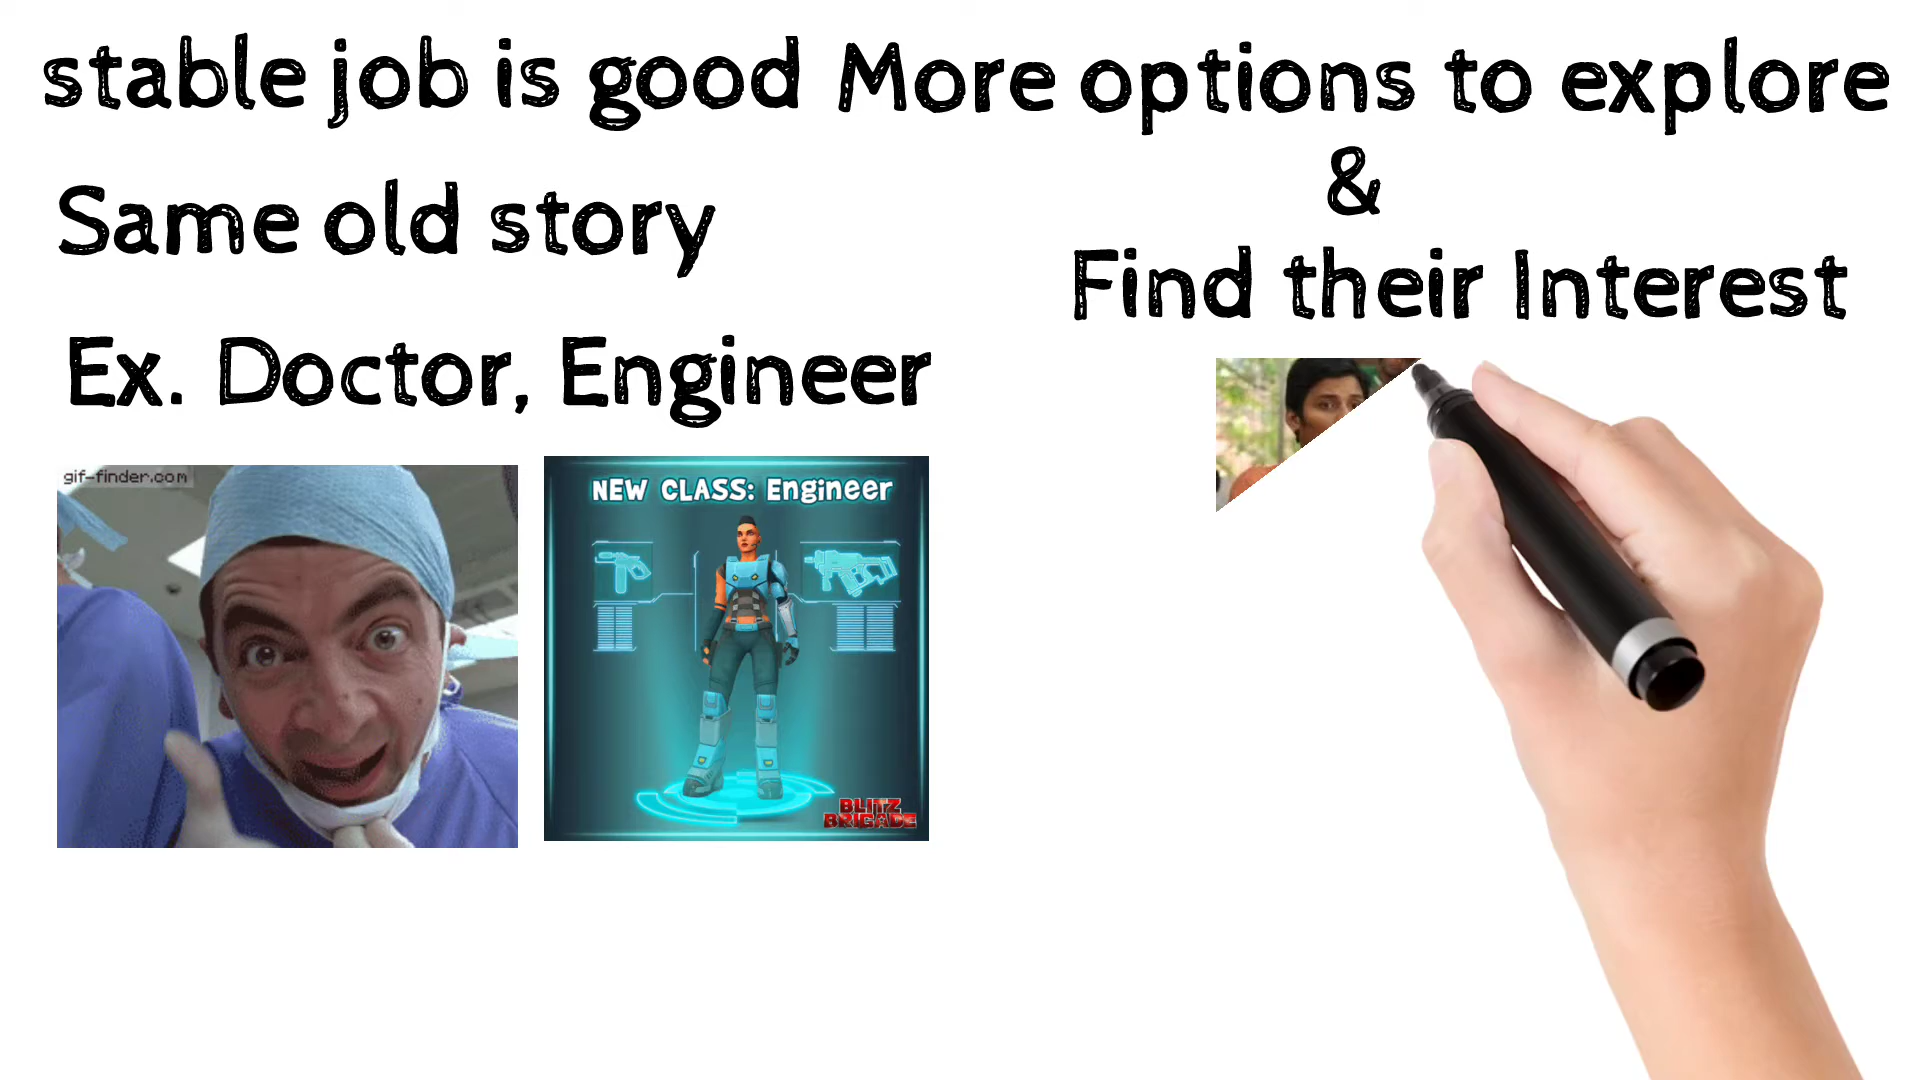 stable job is good
Same old story
Ex. Doctor, Engineer
gif-finder.com
NEW CLASS: Engineer
BLITZ
BRIGADE
More options to explore
&
Find their Interest